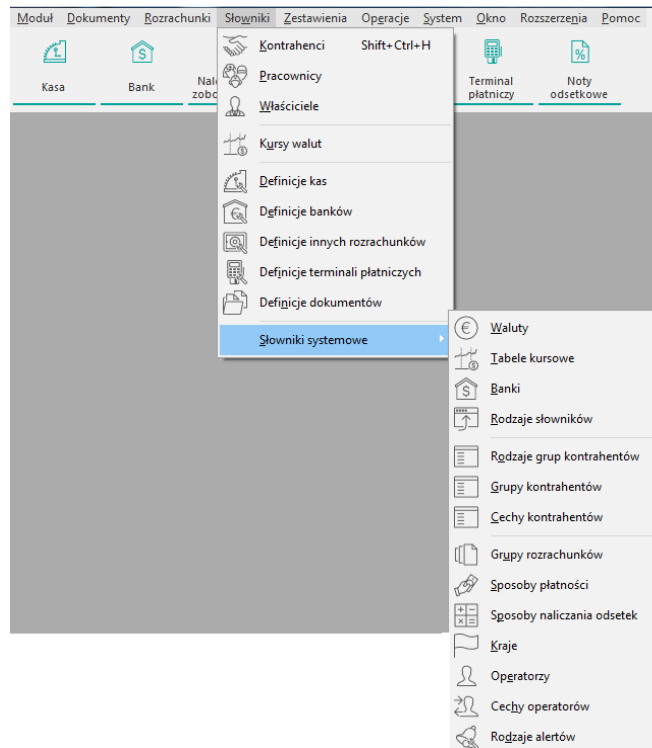 Moduł Dokumenty Rozrachunki Słowniki Zestawienia Operacje System Okno Rozszerzenia Pomoc
Kasa
Bank
Terminal
płatniczy
Noty
odsetkowe
Kontrahenci Shift+Ctrl+H
Pracownicy
Właściciele
Kursy walut
Definicje kas
Definicje banków
Definicje innych rozrachunków
Definicje terminali płatniczych
Definicje dokumentów
Słowniki systemowe
Waluty
Tabele kursowe
Banki
Rodzaje słowników
Rodzaje grup kontrahentów
Grupy kontrahentów
Cechy kontrahentów
Grupy rozrachunków
Sposoby płatności
Sposoby naliczania odsetek
Kraje
Operatorzy
Cechy operatorów
Rodzaje alertów